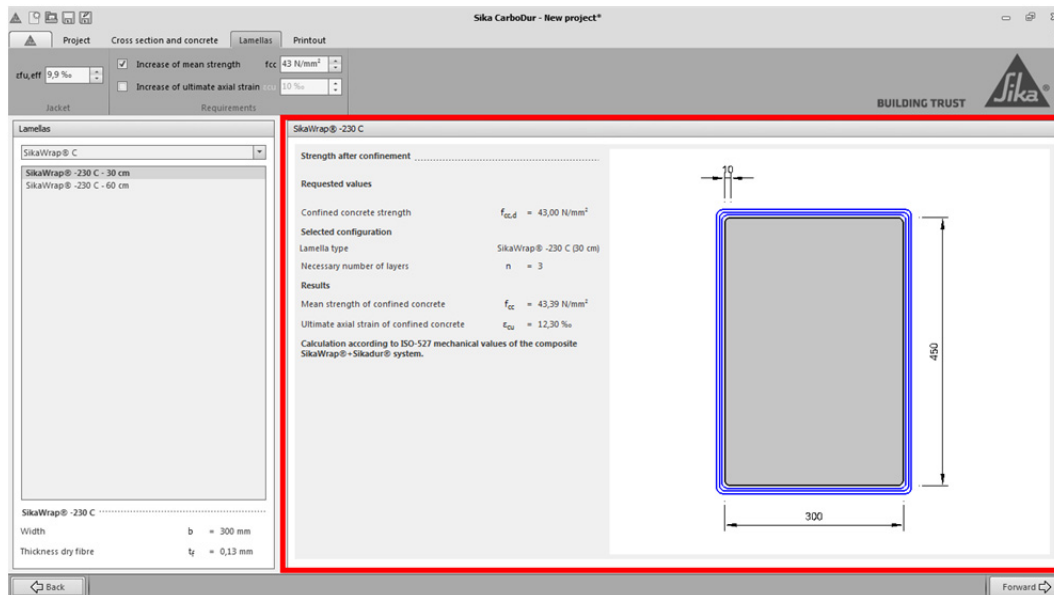 Sika CarboDur - New project*
Project Cross section and concrete Lamellas Printout
εfu,eff 9,9 ‰
Increase of mean strength fcc 43 N/mm²
Increase of ultimate axial strain εcu 10 ‰
Jacket Requirements
BUILDING TRUST Sika®
Lamellas
SikaWrap® C
SikaWrap® -230 C - 30 cm
SikaWrap® -230 C - 60 cm
SikaWrap® -230 C
Width b = 300 mm
Thickness dry fibre tf = 0,13 mm
SikaWrap® -230 C
Strength after confinement
Requested values
Confined concrete strength fcc,d = 43,00 N/mm²
Selected configuration
Lamella type SikaWrap® -230 C (30 cm)
Necessary number of layers n = 3
Results
Mean strength of confined concrete fcc = 43,39 N/mm²
Ultimate axial strain of confined concrete εcu = 12,30 ‰
Calculation according to ISO-527 mechanical values of the composite
SikaWrap®+Sikadur® system.
10
450
300
Back Forward